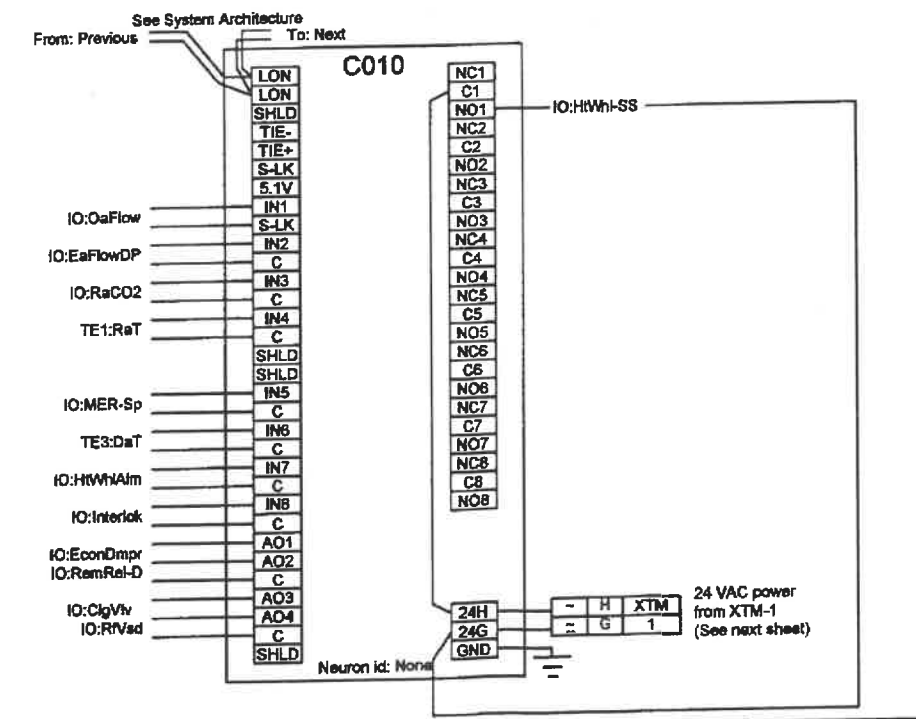 See System Architecture
From: Previous
To: Next
C010
LON
LON
SHLD
TIE-
TIE+
S-LK
5.1V
IN1
S-LK
IN2
C
IN3
C
IN4
C
SHLD
SHLD
IN5
C
IN6
C
IN7
C
IN8
C
AO1
AO2
C
AO3
AO4
C
SHLD
IO:OaFlow
IO:EaFlowDP
IO:RaCO2
TE1:RaT
IO:MER-Sp
TE3:DaT
IO:HtWhlAlm
IO:Interlok
IO:EconDmpr
IO:RemRel-D
IO:ClgVlv
IO:RfVsd
NC1
C1
NO1
NC2
C2
NO2
NC3
C3
NO3
NC4
C4
NO4
NC5
C5
NO5
NC6
C6
NO6
NC7
C7
NO7
NC8
C8
NO8
IO:HtWhl-SS
24H
24G
GND
~ H XTM
~ G 1
24 VAC power
from XTM-1
(See next sheet)
Neuron id: None